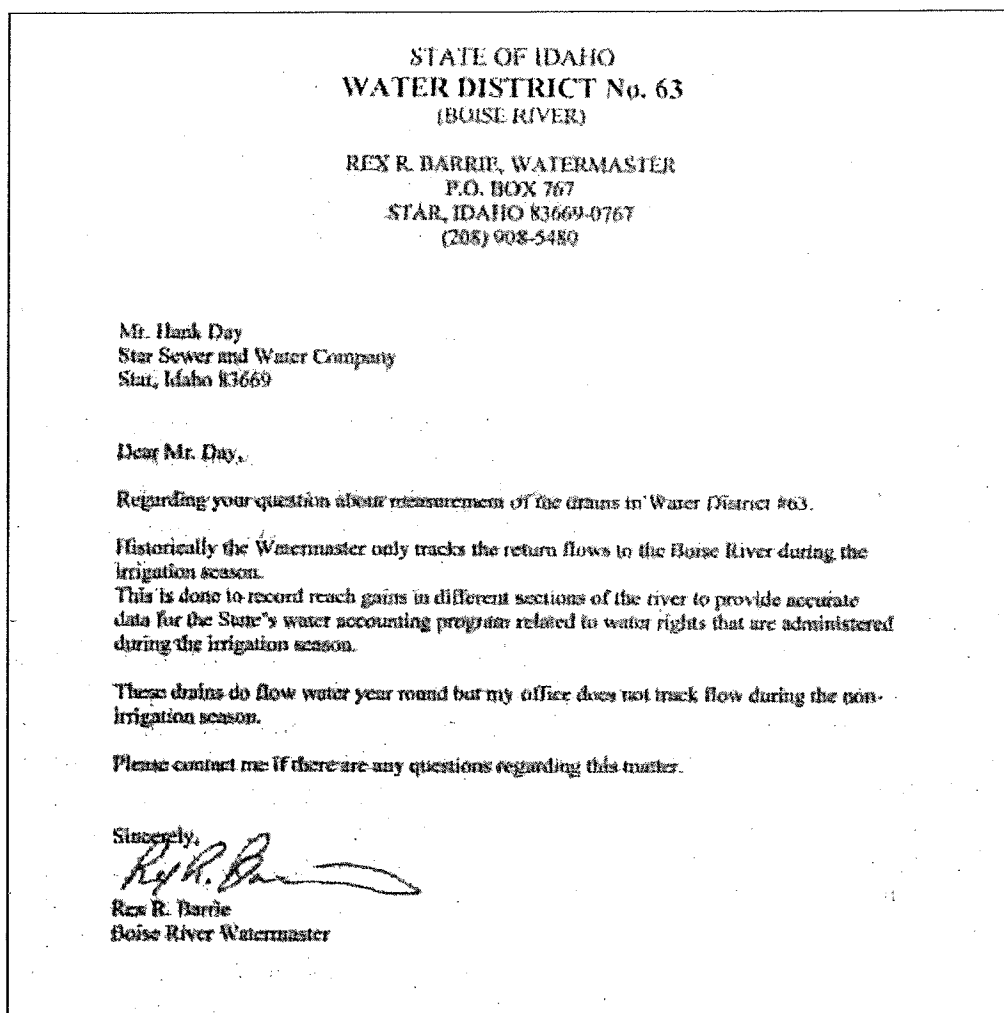 STATE OF IDAHO
WATER DISTRICT No. 63
(BOISE RIVER)
REX R. BARRIE, WATERMASTER
P.O. BOX 767
STAR, IDAHO 83669-0767
(208) 908-5480
Mr. Hank Day
Star Sewer and Water Company
Star, Idaho 83669
Dear Mr. Day,
Regarding your question about measurement of the drains in Water District #63.
Historically the Watermaster only tracks the return flows to the Boise River during the
irrigation season.
This is done to record reach gains in different sections of the river to provide accurate
data for the State's water accounting program related to water rights that are administered
during the irrigation season.
These drains do flow water year round but my office does not track flow during the non-
irrigation season.
Please contact me if there are any questions regarding this matter.
Sincerely,
Rex R. Barrie
Rex R. Barrie
Boise River Watermaster